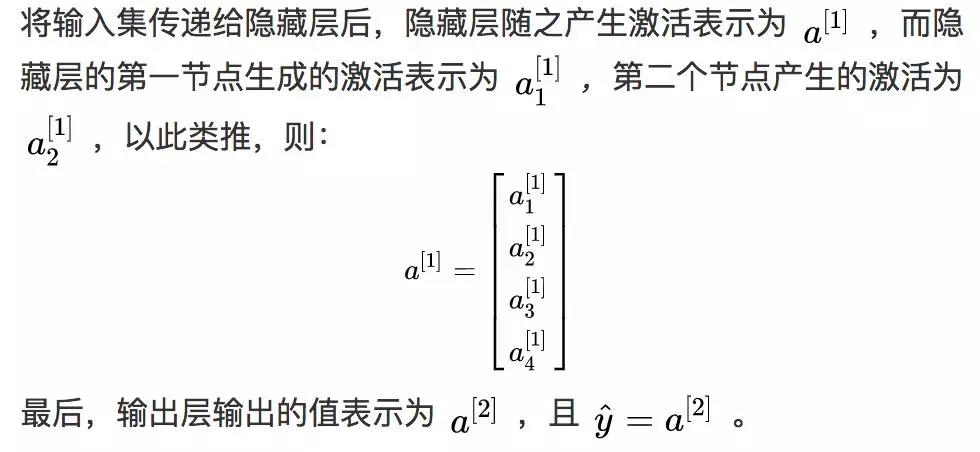 将输入集传递给隐藏层后，隐藏层随之产生激活表示为 a^{[1]} ，而隐
藏层的第一节点生成的激活表示为 a_1^{[1]} ，第二个节点产生的激活为
a_2^{[1]} ，以此类推，则：
a^{[1]} = \begin{bmatrix} a_1^{[1]} \\ a_2^{[1]} \\ a_3^{[1]} \\ a_4^{[1]} \end{bmatrix}
最后，输出层输出的值表示为 a^{[2]} ，且 \hat{y} = a^{[2]} 。